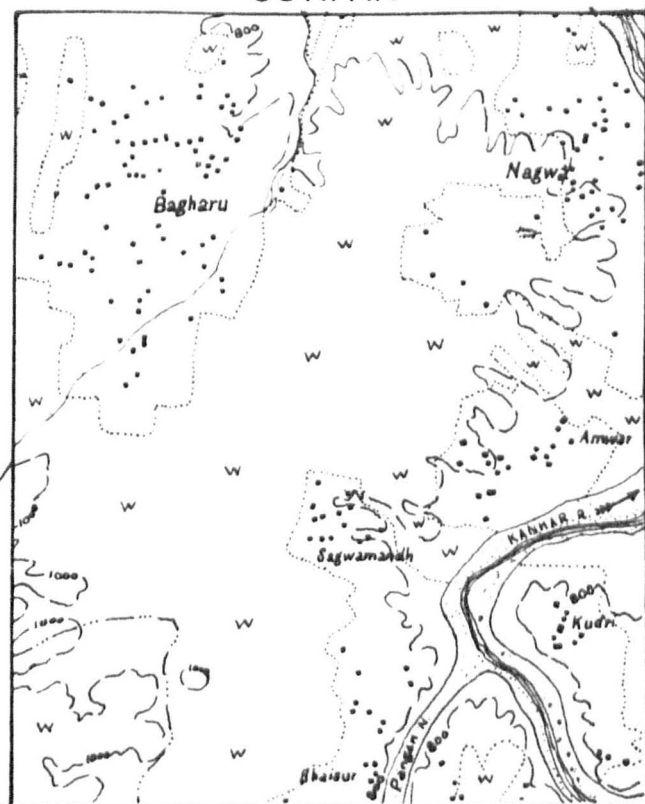 800
W
W
W
W
W
W
Nagwa
Bagharu
W
W
W
W
W
W
W
W
Amwar
W
W
W
W
W
KANHAR R.
W
Sagwamandh
1000
800
1000
Kudri
W
W
1000
800
Pangan N.
W
Bhaisur
W